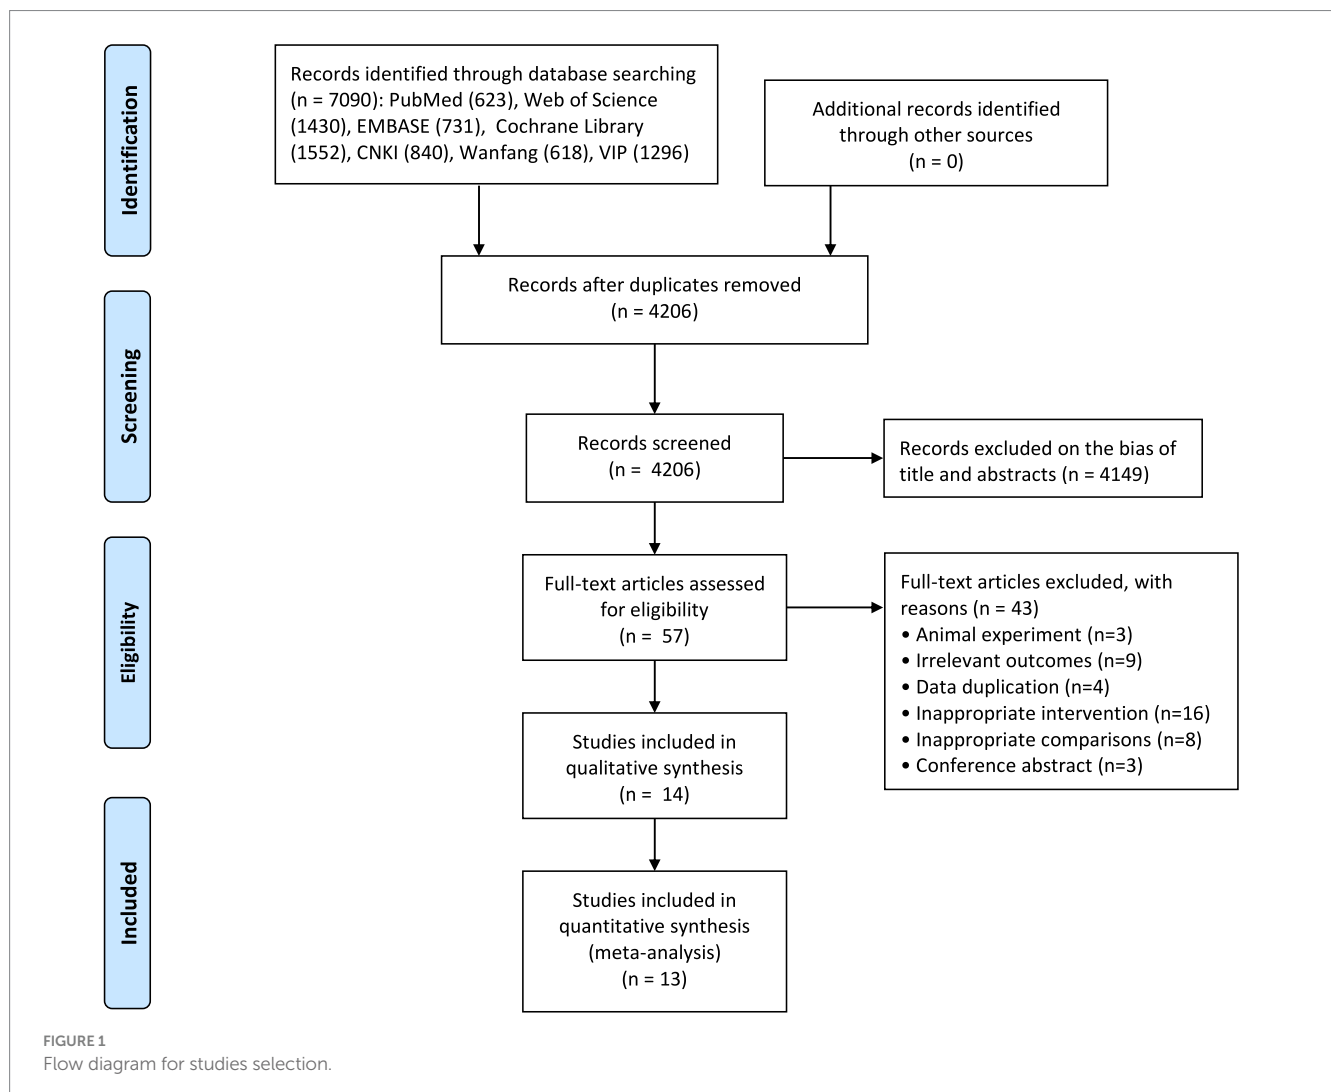 Identification
Records identified through database searching
(n = 7090): PubMed (623), Web of Science
(1430), EMBASE (731),  Cochrane Library
(1552), CNKI (840), Wanfang (618), VIP (1296)
Additional records identified
through other sources
(n = 0)
Records after duplicates removed
(n = 4206)
Screening
Records screened
(n =  4206)
Records excluded on the bias of
title and abstracts (n = 4149)
Eligibility
Full-text articles assessed
for eligibility
(n =  57)
Full-text articles excluded, with
reasons (n = 43)
• Animal experiment (n=3)
• Irrelevant outcomes (n=9)
• Data duplication (n=4)
• Inappropriate intervention (n=16)
• Inappropriate comparisons (n=8)
• Conference abstract (n=3)
Studies included in
qualitative synthesis
(n =  14)
Included
Studies included in
quantitative synthesis
(meta-analysis)
(n = 13)
FIGURE 1
Flow diagram for studies selection.